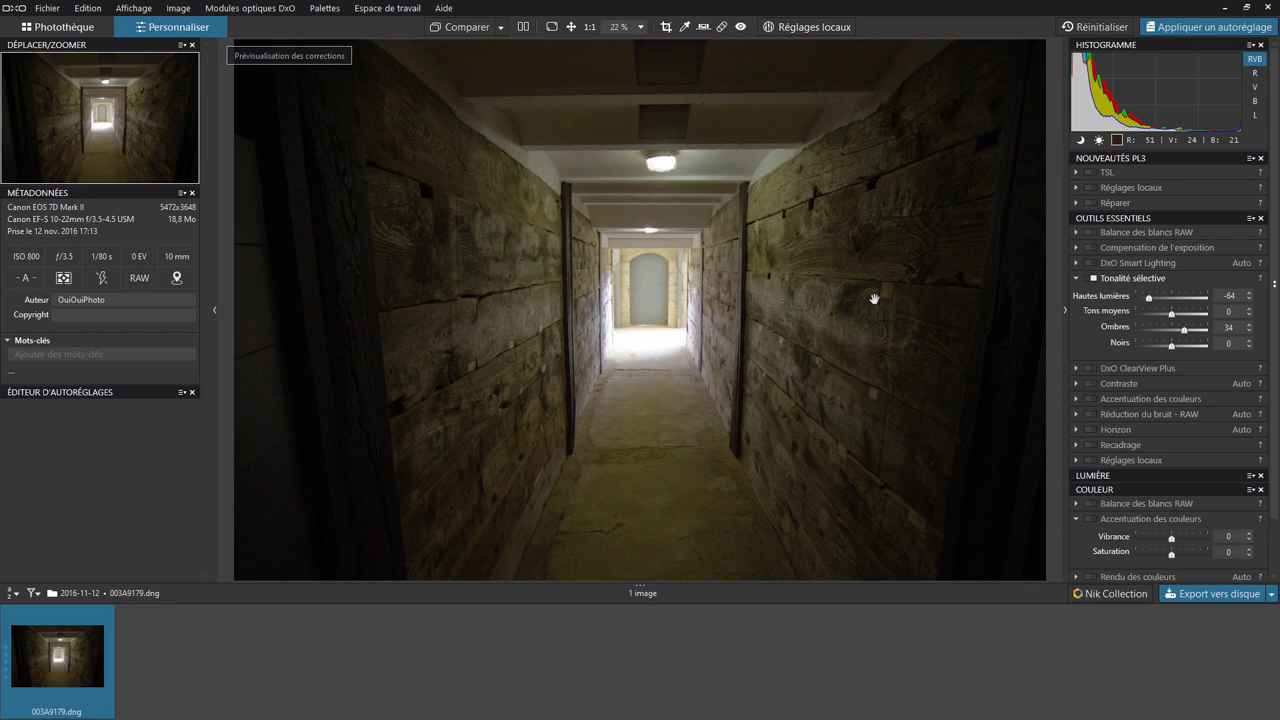 DXO Fichier Edition Affichage Image Modules optiques DxO Palettes Espace de travail Aide
Photothèque Personnaliser Comparer 1:1 22 % Réglages locaux Réinitialiser Appliquer un autoréglage
DÉPLACER/ZOOMER
Prévisualisation des corrections
MÉTADONNÉES
Canon EOS 7D Mark II 5472x3648
Canon EF-S 10-22mm f/3.5-4.5 USM 18,8 Mo
Prise le 12 nov. 2016 17:13
ISO 800 ƒ/3.5 1/80 s 0 EV 10 mm
- A - RAW
Auteur OuiOuiPhoto
Copyright
Mots-clés
Ajouter des mots-clés
—
ÉDITEUR D'AUTORÉGLAGES
HISTOGRAMME
RVB
R
V
B
L
R: 51 | V: 24 | B: 21
NOUVEAUTÉS PL3
TSL ?
Réglages locaux ?
Réparer ?
OUTILS ESSENTIELS
Balance des blancs RAW ?
Compensation de l'exposition ?
DxO Smart Lighting Auto ?
Tonalité sélective ?
Hautes lumières -64
Tons moyens 0
Ombres 34
Noirs 0
DxO ClearView Plus ?
Contraste Auto ?
Accentuation des couleurs ?
Réduction du bruit - RAW Auto ?
Horizon Auto ?
Recadrage ?
Réglages locaux ?
LUMIÈRE
COULEUR
Balance des blancs RAW ?
Accentuation des couleurs ?
Vibrance 0
Saturation 0
Rendu des couleurs Auto ?
a z 2016-11-12 • 003A9179.dng 1 image Nik Collection Export vers disque
003A9179.dng